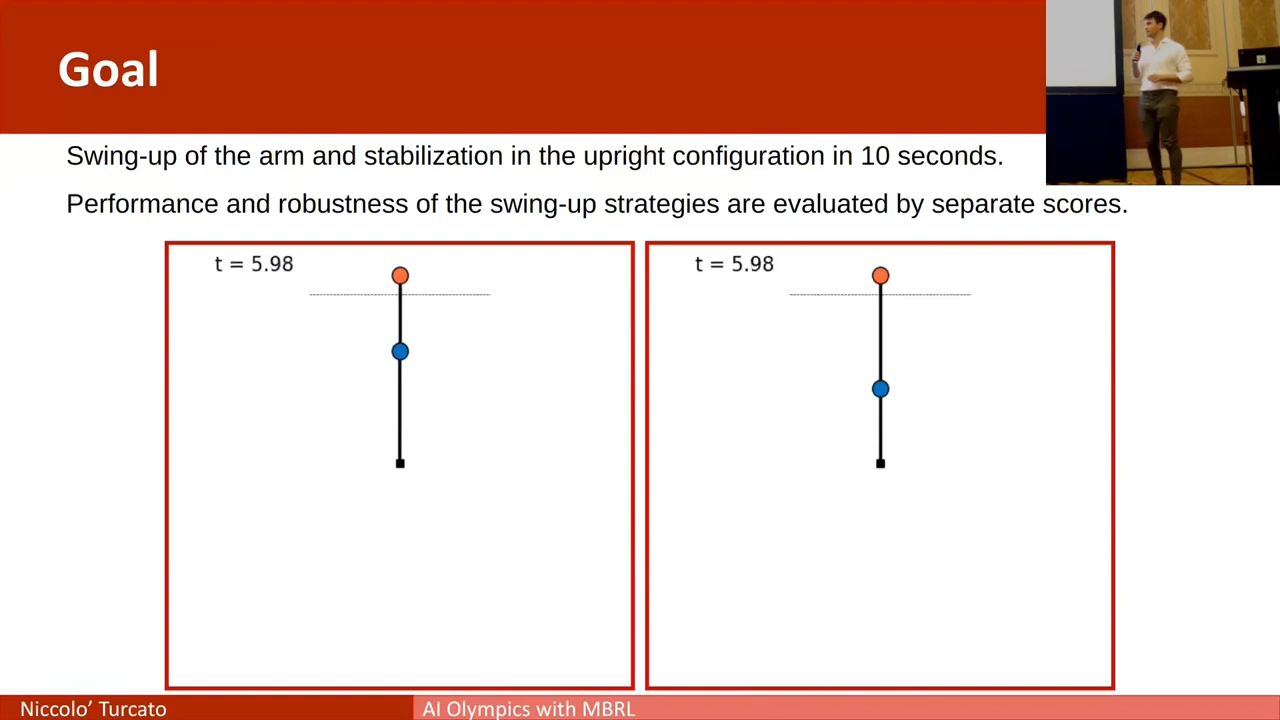 Goal
Swing-up of the arm and stabilization in the upright configuration in 10 seconds.
Performance and robustness of the swing-up strategies are evaluated by separate scores.
t = 5.98
t = 5.98
Niccolo’ Turcato
AI Olympics with MBRL